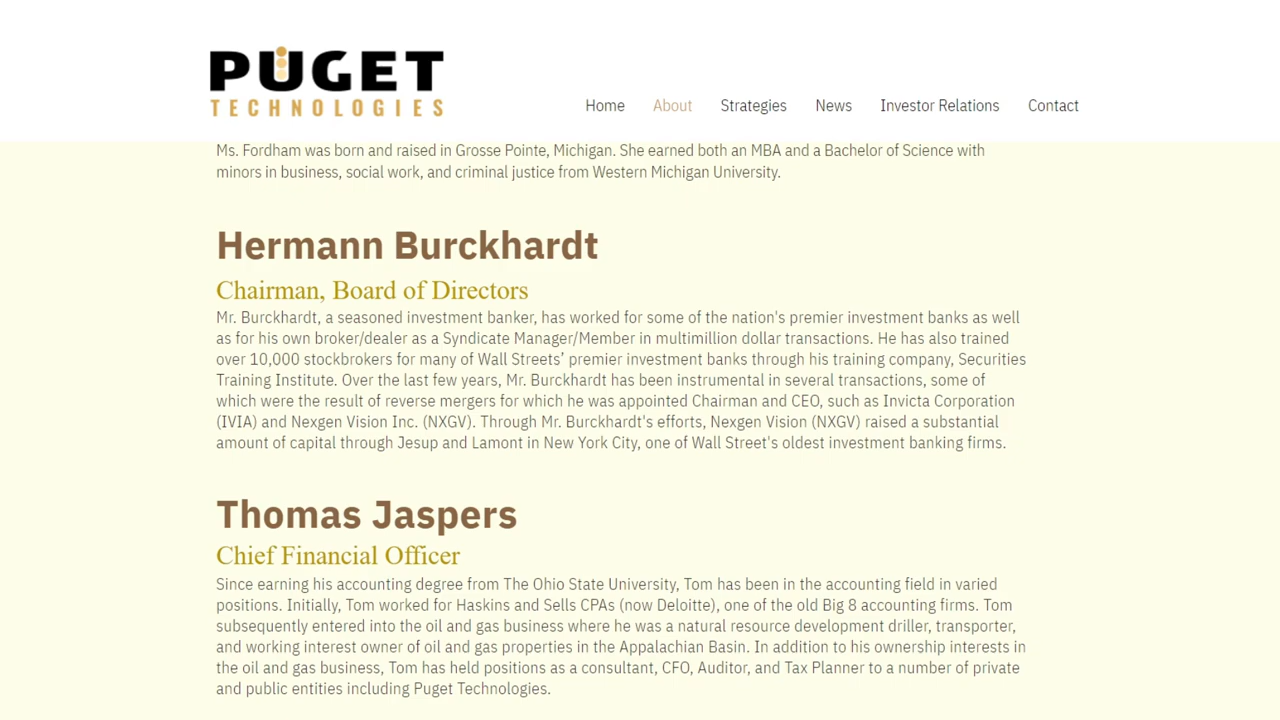 PUGET
TECHNOLOGIES
Home About Strategies News Investor Relations Contact
Ms. Fordham was born and raised in Grosse Pointe, Michigan. She earned both an MBA and a Bachelor of Science with
minors in business, social work, and criminal justice from Western Michigan University.
Hermann Burckhardt
Chairman, Board of Directors
Mr. Burckhardt, a seasoned investment banker, has worked for some of the nation's premier investment banks as well
as for his own broker/dealer as a Syndicate Manager/Member in multimillion dollar transactions. He has also trained
over 10,000 stockbrokers for many of Wall Streets’ premier investment banks through his training company, Securities
Training Institute. Over the last few years, Mr. Burckhardt has been instrumental in several transactions, some of
which were the result of reverse mergers for which he was appointed Chairman and CEO, such as Invicta Corporation
(IVIA) and Nexgen Vision Inc. (NXGV). Through Mr. Burckhardt's efforts, Nexgen Vision (NXGV) raised a substantial
amount of capital through Jesup and Lamont in New York City, one of Wall Street's oldest investment banking firms.
Thomas Jaspers
Chief Financial Officer
Since earning his accounting degree from The Ohio State University, Tom has been in the accounting field in varied
positions. Initially, Tom worked for Haskins and Sells CPAs (now Deloitte), one of the old Big 8 accounting firms. Tom
subsequently entered into the oil and gas business where he was a natural resource development driller, transporter,
and working interest owner of oil and gas properties in the Appalachian Basin. In addition to his ownership interests in
the oil and gas business, Tom has held positions as a consultant, CFO, Auditor, and Tax Planner to a number of private
and public entities including Puget Technologies.